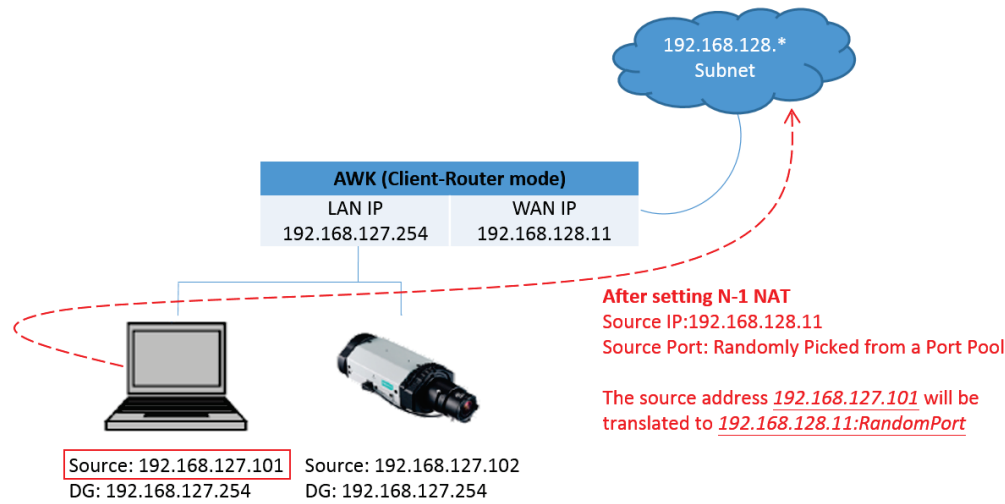 192.168.128.*
Subnet
AWK (Client-Router mode)
LAN IP
192.168.127.254
WAN IP
192.168.128.11
After setting N-1 NAT
Source IP:192.168.128.11
Source Port: Randomly Picked from a Port Pool
The source address 192.168.127.101 will be
translated to 192.168.128.11:RandomPort
Source: 192.168.127.101
DG: 192.168.127.254
Source: 192.168.127.102
DG: 192.168.127.254